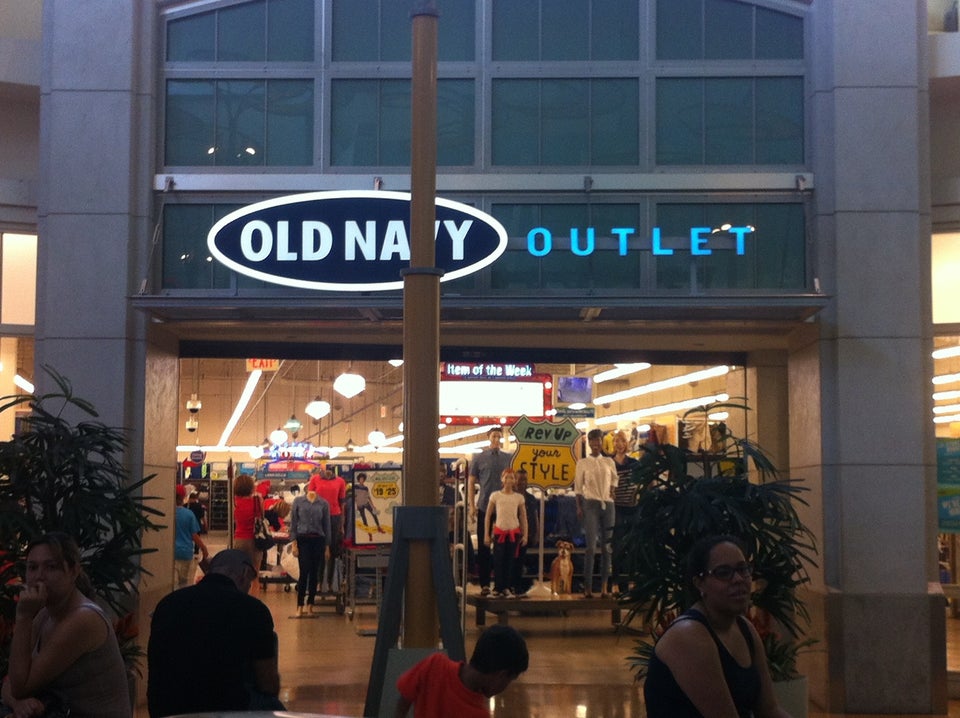 OLD NAVY OUTLET
EXIT
Item of the Week
Rev UP
your
STYLE